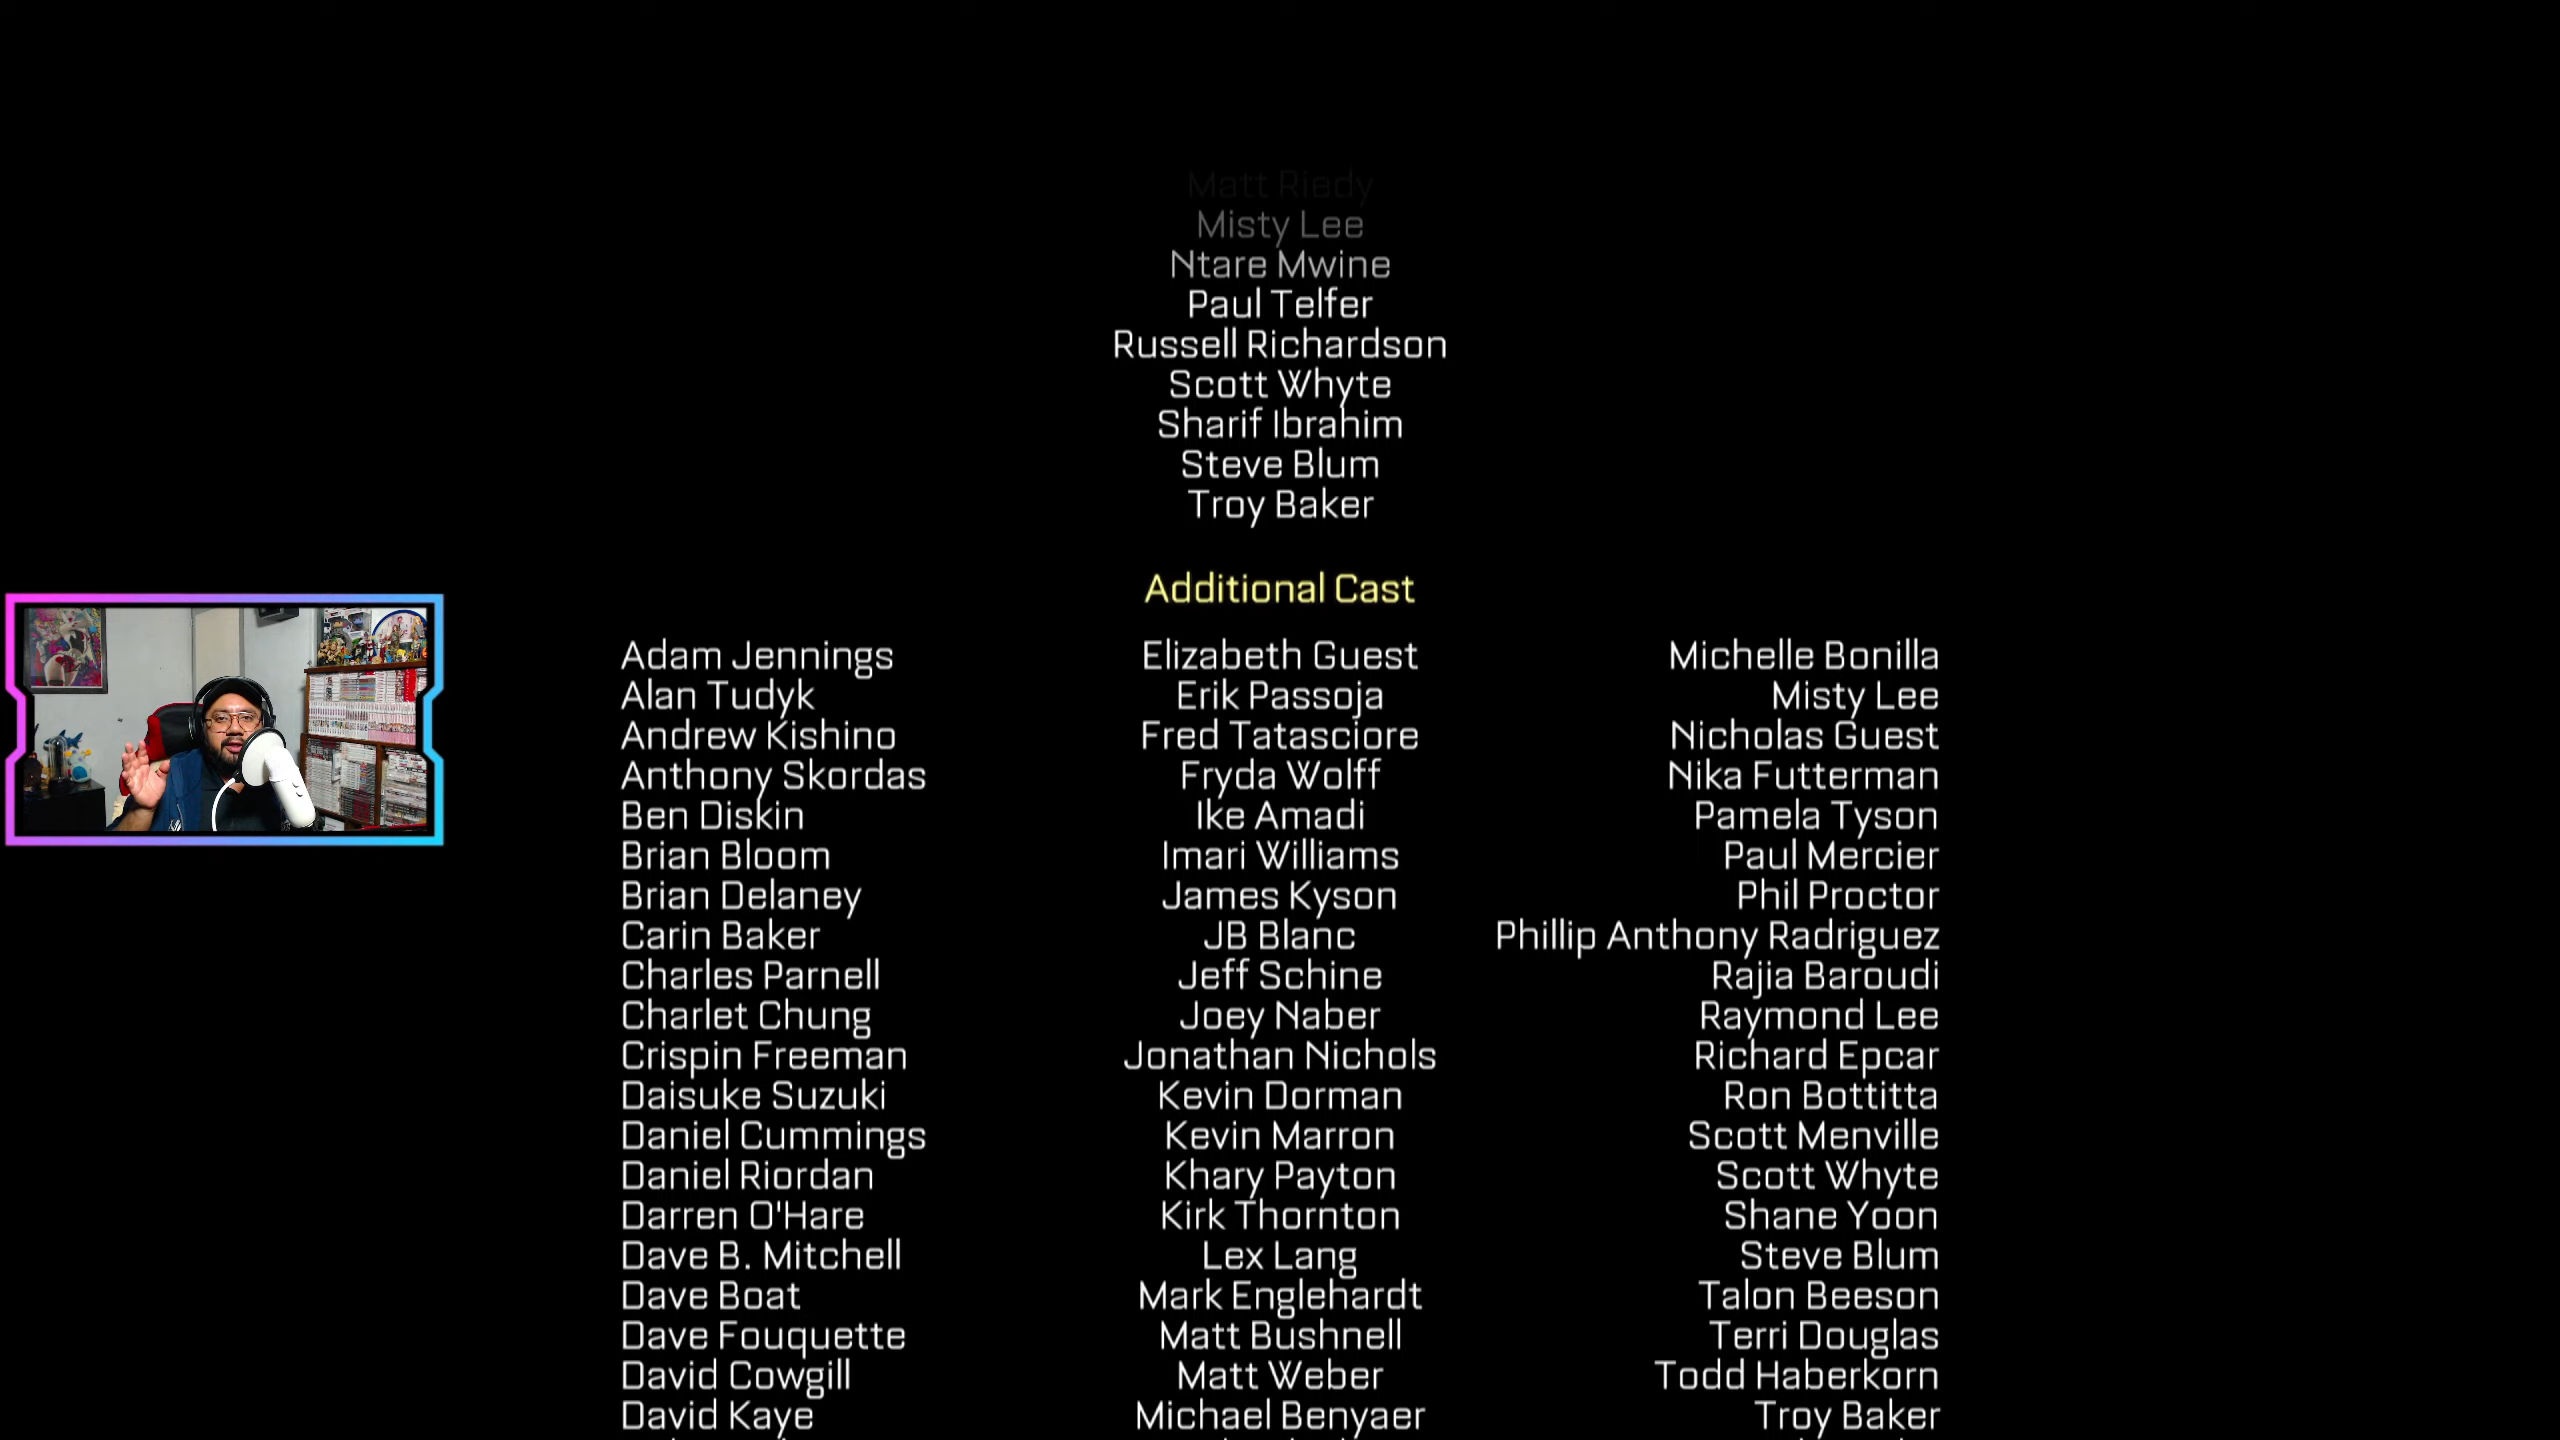 Matt Riedy
Misty Lee
Ntare Mwine
Paul Telfer
Russell Richardson
Scott Whyte
Sharif Ibrahim
Steve Blum
Troy Baker
Additional Cast
Adam Jennings
Alan Tudyk
Andrew Kishino
Anthony Skordas
Ben Diskin
Brian Bloom
Brian Delaney
Carin Baker
Charles Parnell
Charlet Chung
Crispin Freeman
Daisuke Suzuki
Daniel Cummings
Daniel Riordan
Darren O'Hare
Dave B. Mitchell
Dave Boat
Dave Fouquette
David Cowgill
David Kaye
Elizabeth Guest
Erik Passoja
Fred Tatasciore
Fryda Wolff
Ike Amadi
Imari Williams
James Kyson
JB Blanc
Jeff Schine
Joey Naber
Jonathan Nichols
Kevin Dorman
Kevin Marron
Khary Payton
Kirk Thornton
Lex Lang
Mark Englehardt
Matt Bushnell
Matt Weber
Michael Benyaer
Michelle Bonilla
Misty Lee
Nicholas Guest
Nika Futterman
Pamela Tyson
Paul Mercier
Phil Proctor
Phillip Anthony Radriguez
Rajia Baroudi
Raymond Lee
Richard Epcar
Ron Bottitta
Scott Menville
Scott Whyte
Shane Yoon
Steve Blum
Talon Beeson
Terri Douglas
Todd Haberkorn
Troy Baker